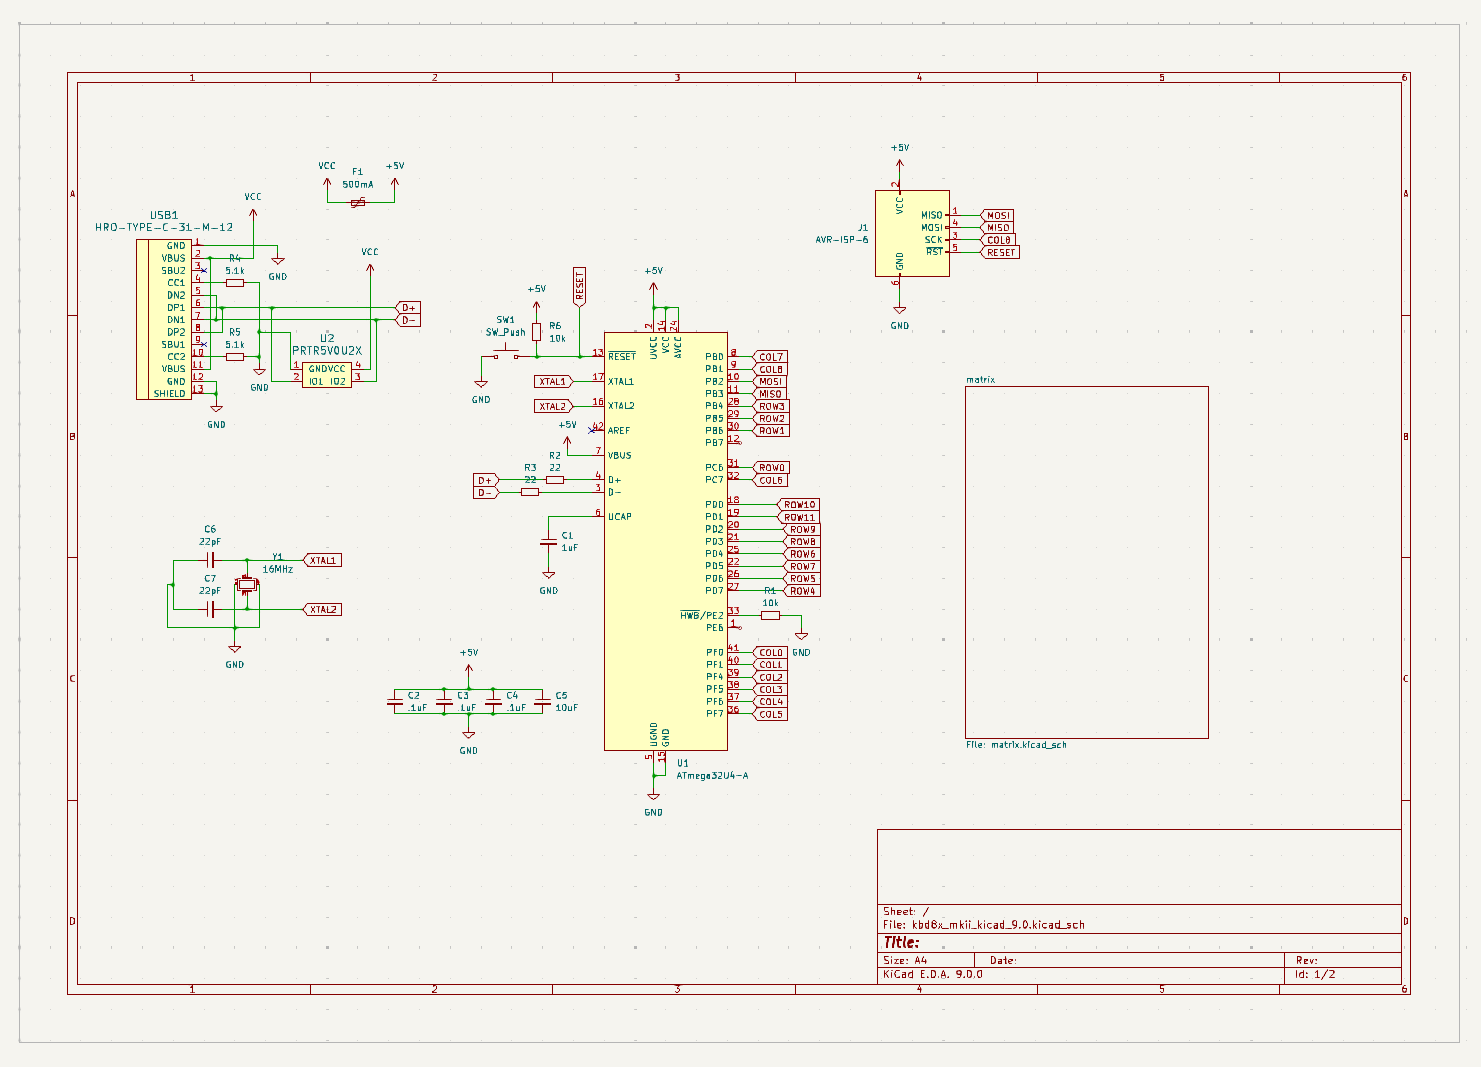 1 2 3 4 5 6
A
B
C
D
VCC
+5V
F1
500mA
VCC
USB1
HRO-TYPE-C-31-M-12
GND 1
VBUS 2
SBU2 3
CC1 4
DN2 5
DP1 6
DN1 7
DP2 8
SBU1 9
CC2 10
VBUS 11
GND 12
SHIELD 13
GND
R4
5.1k
R5
5.1k
GND
GND
VCC
D+
D-
U2
PRTR5V0U2X
1 GND VCC 4
2 IO1 IO2 3
C6
22pF
C7
22pF
Y1
16MHz
XTAL1
XTAL2
GND
+5V
C2
.1uF
C3
.1uF
C4
.1uF
C5
10uF
GND
RESET
+5V
SW1
SW_Push
R6
10k
GND
XTAL1
XTAL2
+5V
R2
22
R3
22
D+
D-
C1
1uF
GND
+5V
2 14 24
UVCC VCC AVCC
13 RESET
17 XTAL1
16 XTAL2
42 AREF
7 VBUS
4 D+
3 D-
6 UCAP
PB0 8 COL7
PB1 9 COL8
PB2 10 MOSI
PB3 11 MISO
PB4 28 ROW3
PB5 29 ROW2
PB6 30 ROW1
PB7 12
PC6 31 ROW0
PC7 32 COL6
PD0 18 ROW10
PD1 19 ROW11
PD2 20 ROW9
PD3 21 ROW8
PD4 25 ROW6
PD5 22 ROW7
PD6 26 ROW5
PD7 27 ROW4
R1
10k
HWB/PE2 33
PE6 1
GND
PF0 41 COL0
PF1 40 COL1
PF4 39 COL2
PF5 38 COL3
PF6 37 COL4
PF7 36 COL5
UGND GND
5 15
U1
ATmega32U4-A
GND
+5V
2
VCC
J1
AVR-ISP-6
MISO 1 MOSI
MOSI 4 MISO
SCK 3 COL8
RST 5 RESET
GND
6
GND
matrix
File: matrix.kicad_sch
Sheet: /
File: kbd8x_mkii_kicad_9.0.kicad_sch
Title:
Size: A4 Date: Rev:
KiCad E.D.A. 9.0.0 Id: 1/2
A
B
C
D
1 2 3 4 5 6